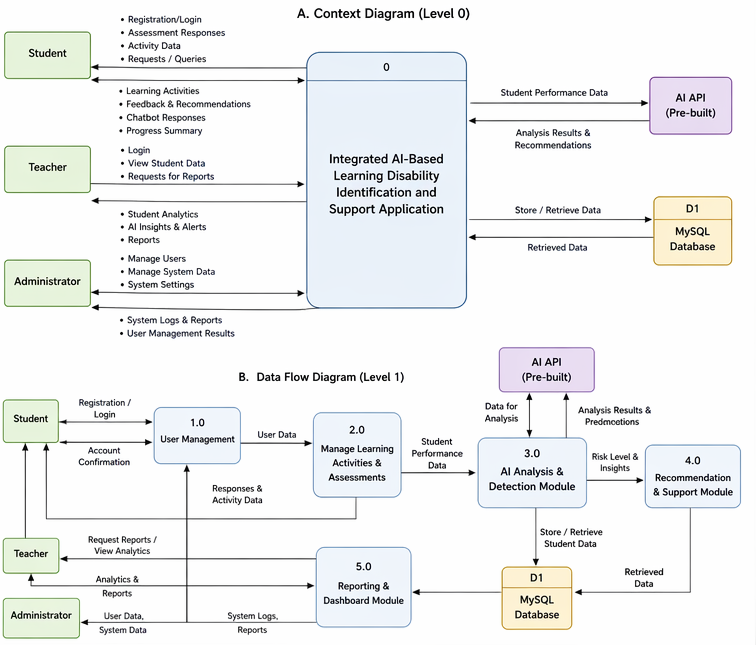 A. Context Diagram (Level 0)
Student
• Registration/Login
• Assessment Responses
• Activity Data
• Requests / Queries
• Learning Activities
• Feedback & Recommendations
• Chatbot Responses
• Progress Summary
Teacher
• Login
• View Student Data
• Requests for Reports
• Student Analytics
• AI Insights & Alerts
• Reports
Administrator
• Manage Users
• Manage System Data
• System Settings
• System Logs & Reports
• User Management Results
0
Integrated AI-Based
Learning Disability
Identification and
Support Application
Student Performance Data
Analysis Results &
Recommendations
AI API
(Pre-built)
Store / Retrieve Data
Retrieved Data
D1
MySQL
Database
B. Data Flow Diagram (Level 1)
AI API
(Pre-built)
Data for
Analysis
Analysis Results &
Predmcotions
Student
Registration /
Login
Account
Confirmation
1.0
User Management
User Data
2.0
Manage Learning
Activities &
Assessments
Student
Performance
Data
3.0
AI Analysis &
Detection Module
Risk Level &
Insights
4.0
Recommendation
& Support Module
Responses &
Activity Data
Store / Retrieve
Student Data
Retrieved
Data
Teacher
Request Reports /
View Analytics
Analytics &
Reports
5.0
Reporting &
Dashboard Module
D1
MySQL
Database
Administrator
User Data,
System Data
System Logs,
Reports